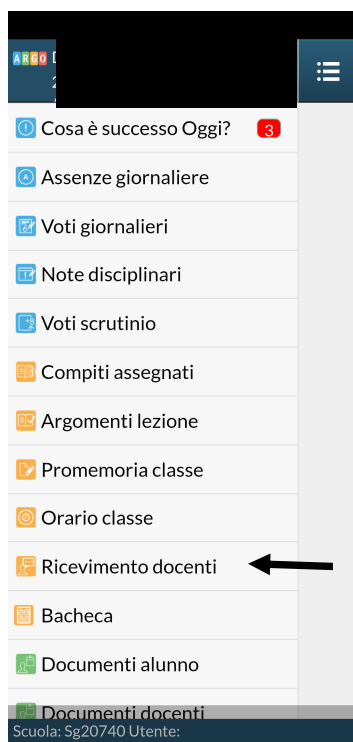 ARGO
Cosa è successo Oggi? 3
Assenze giornaliere
Voti giornalieri
Note disciplinari
Voti scrutinio
Compiti assegnati
Argomenti lezione
Promemoria classe
Orario classe
Ricevimento docenti
Bacheca
Documenti alunno
Documenti docenti
Scuola: Sg20740 Utente: